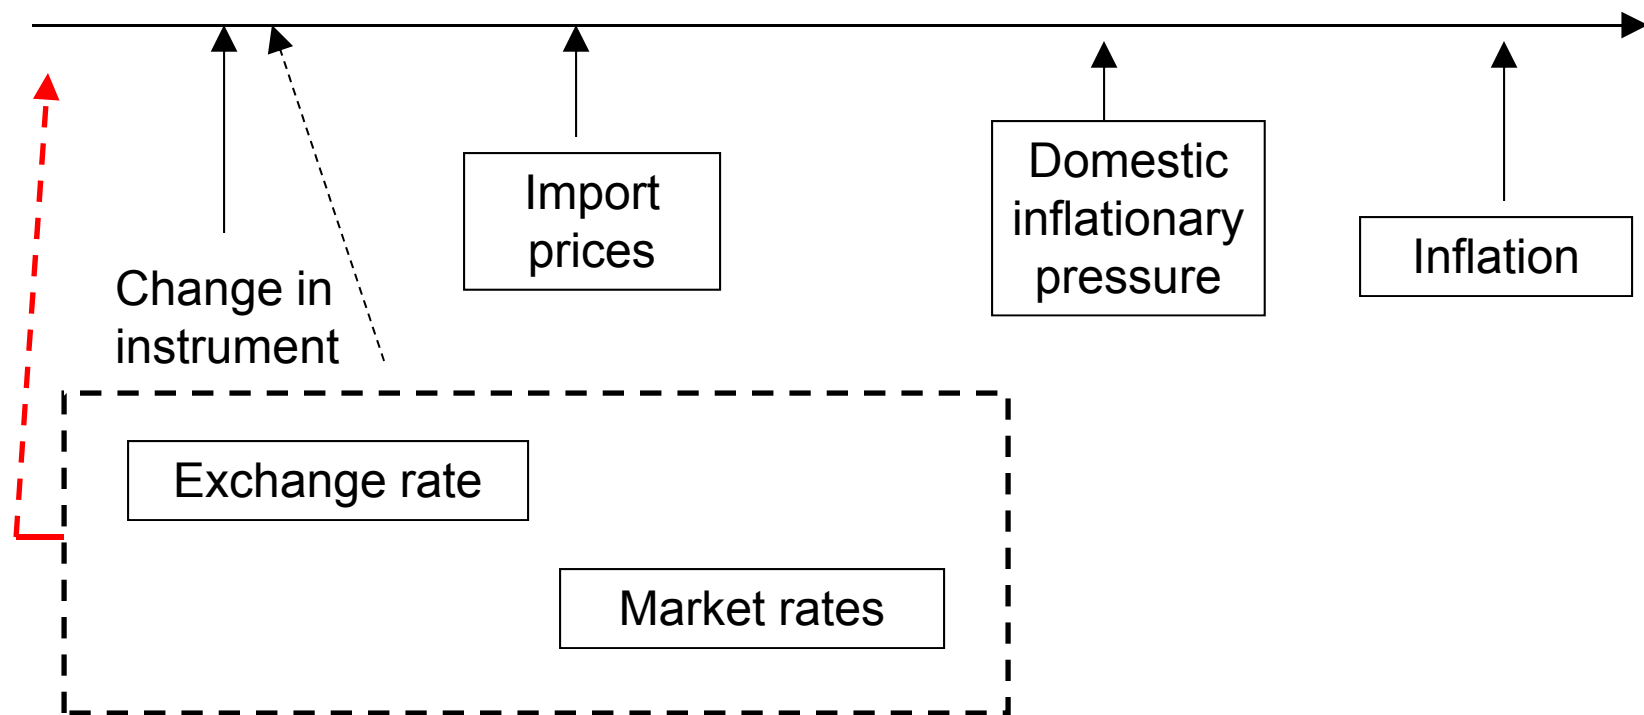 Change in
instrument
Import
prices
Domestic
inflationary
pressure
Inflation
Exchange rate
Market rates